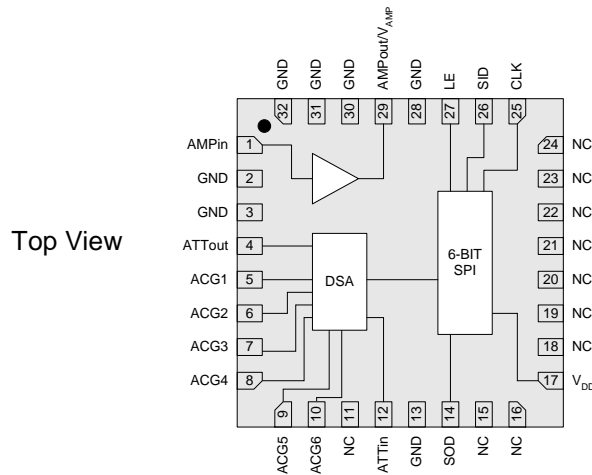 GND
GND
GND
AMPout/VAMP
GND
LE
SID
CLK
32
31
30
29
28
27
26
25
AMPin 1
24 NC
GND 2
23 NC
GND 3
22 NC
Top View
ATTout 4
21 NC
ACG1 5
DSA
6-BIT
SPI
20 NC
ACG2 6
19 NC
ACG3 7
18 NC
ACG4 8
17 VDD
9
10
11
12
13
14
15
16
ACG5
ACG6
NC
ATTin
GND
SOD
NC
NC